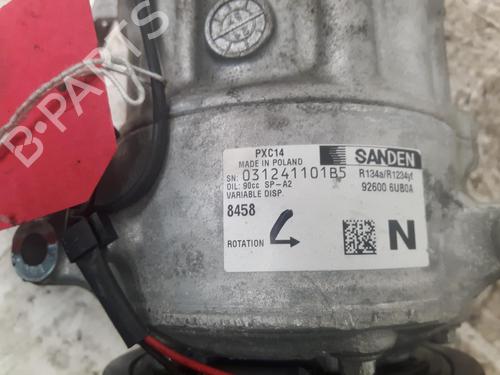 B-PARTS
PXC14
MADE IN POLAND
SN: 031241101B5
OIL: 90cc SP-A2
VARIABLE DISP.
8458
ROTATION
SANDEN
R134a/R1234yf
92600 6UB0A
N